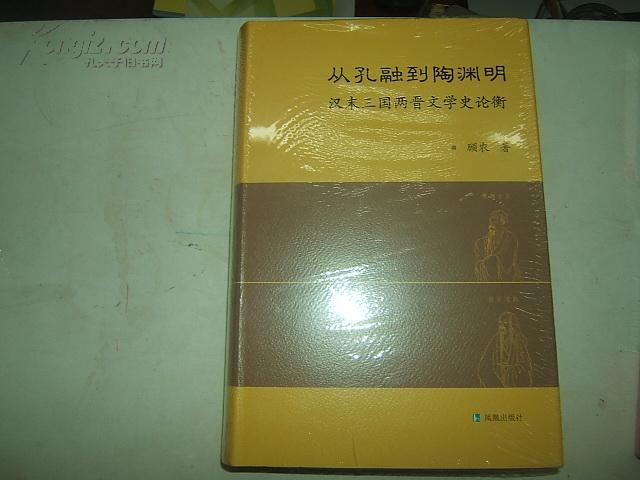 Kongfz.com
孔夫子旧书网
从孔融到陶渊明
汉末三国两晋文学史论衡
顾农 著
凤凰出版社